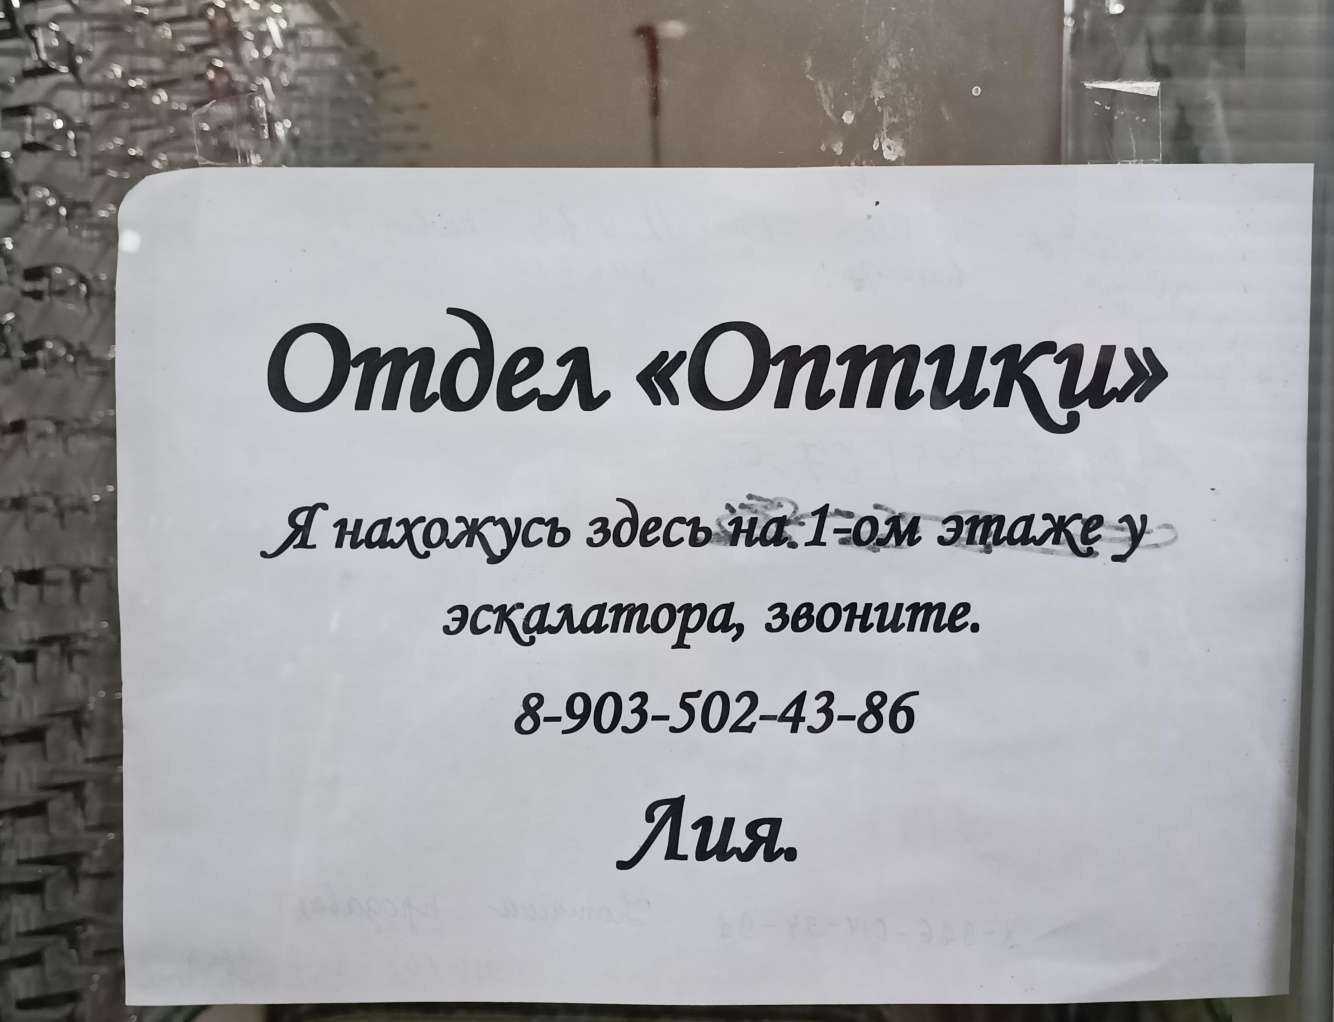 Отдел «Оптики»
Я нахожусь здесь на 1-ом этаже у
эскалатора, звоните.
8-903-502-43-86
Лия.